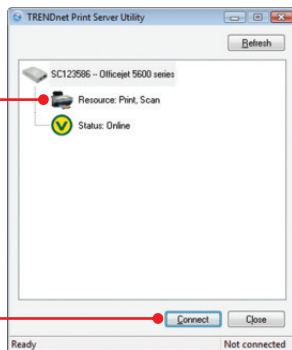 TRENDnet Print Server Utility
Refresh
SC123586 -- Officejet 5600 series
Resource: Print, Scan
Status: Online
Connect
Close
Ready
Not connected